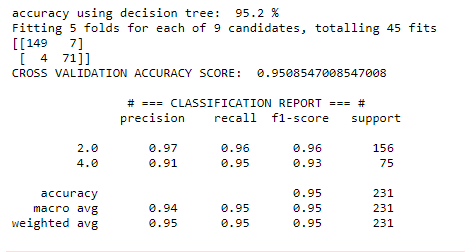 accuracy using decision tree:  95.2 %
Fitting 5 folds for each of 9 candidates, totalling 45 fits
[[149   7]
 [  4  71]]
CROSS VALIDATION ACCURACY SCORE:  0.9508547008547008
# === CLASSIFICATION REPORT === #
precision    recall  f1-score   support
2.0       0.97      0.96      0.96       156
4.0       0.91      0.95      0.93        75
accuracy                           0.95       231
macro avg       0.94      0.95      0.95       231
weighted avg       0.95      0.95      0.95       231